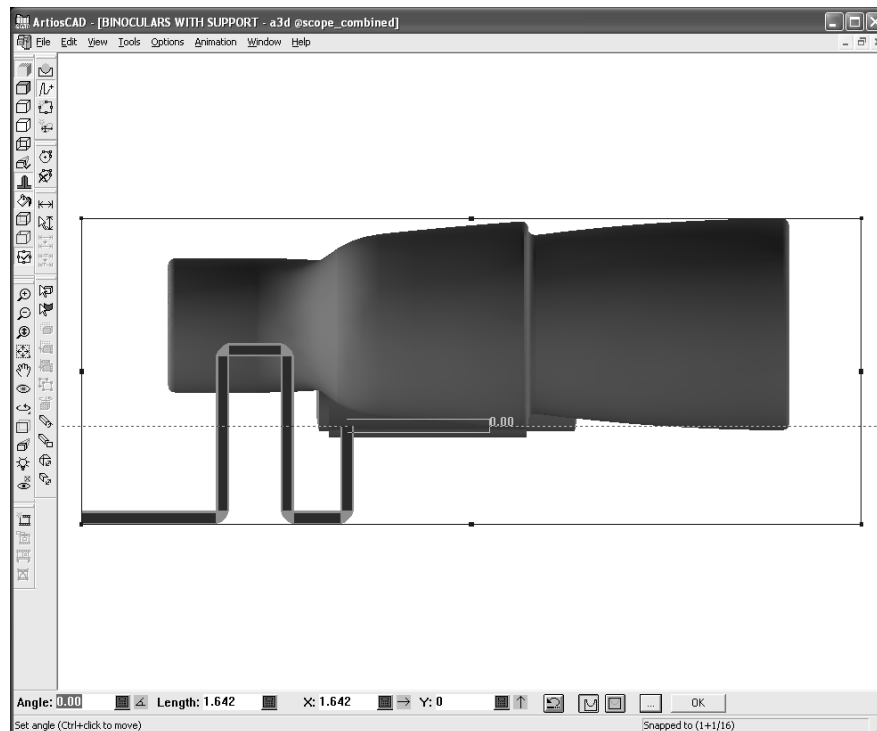 ArtiosCAD - [BINOCULARS WITH SUPPORT - a3d @scope_combined]
File Edit View Tools Options Animation Window Help
0.00
Angle: 0.00 Length: 1.642 X: 1.642 Y: 0 ... OK
Set angle (Ctrl+click to move) Snapped to (1+1/16)